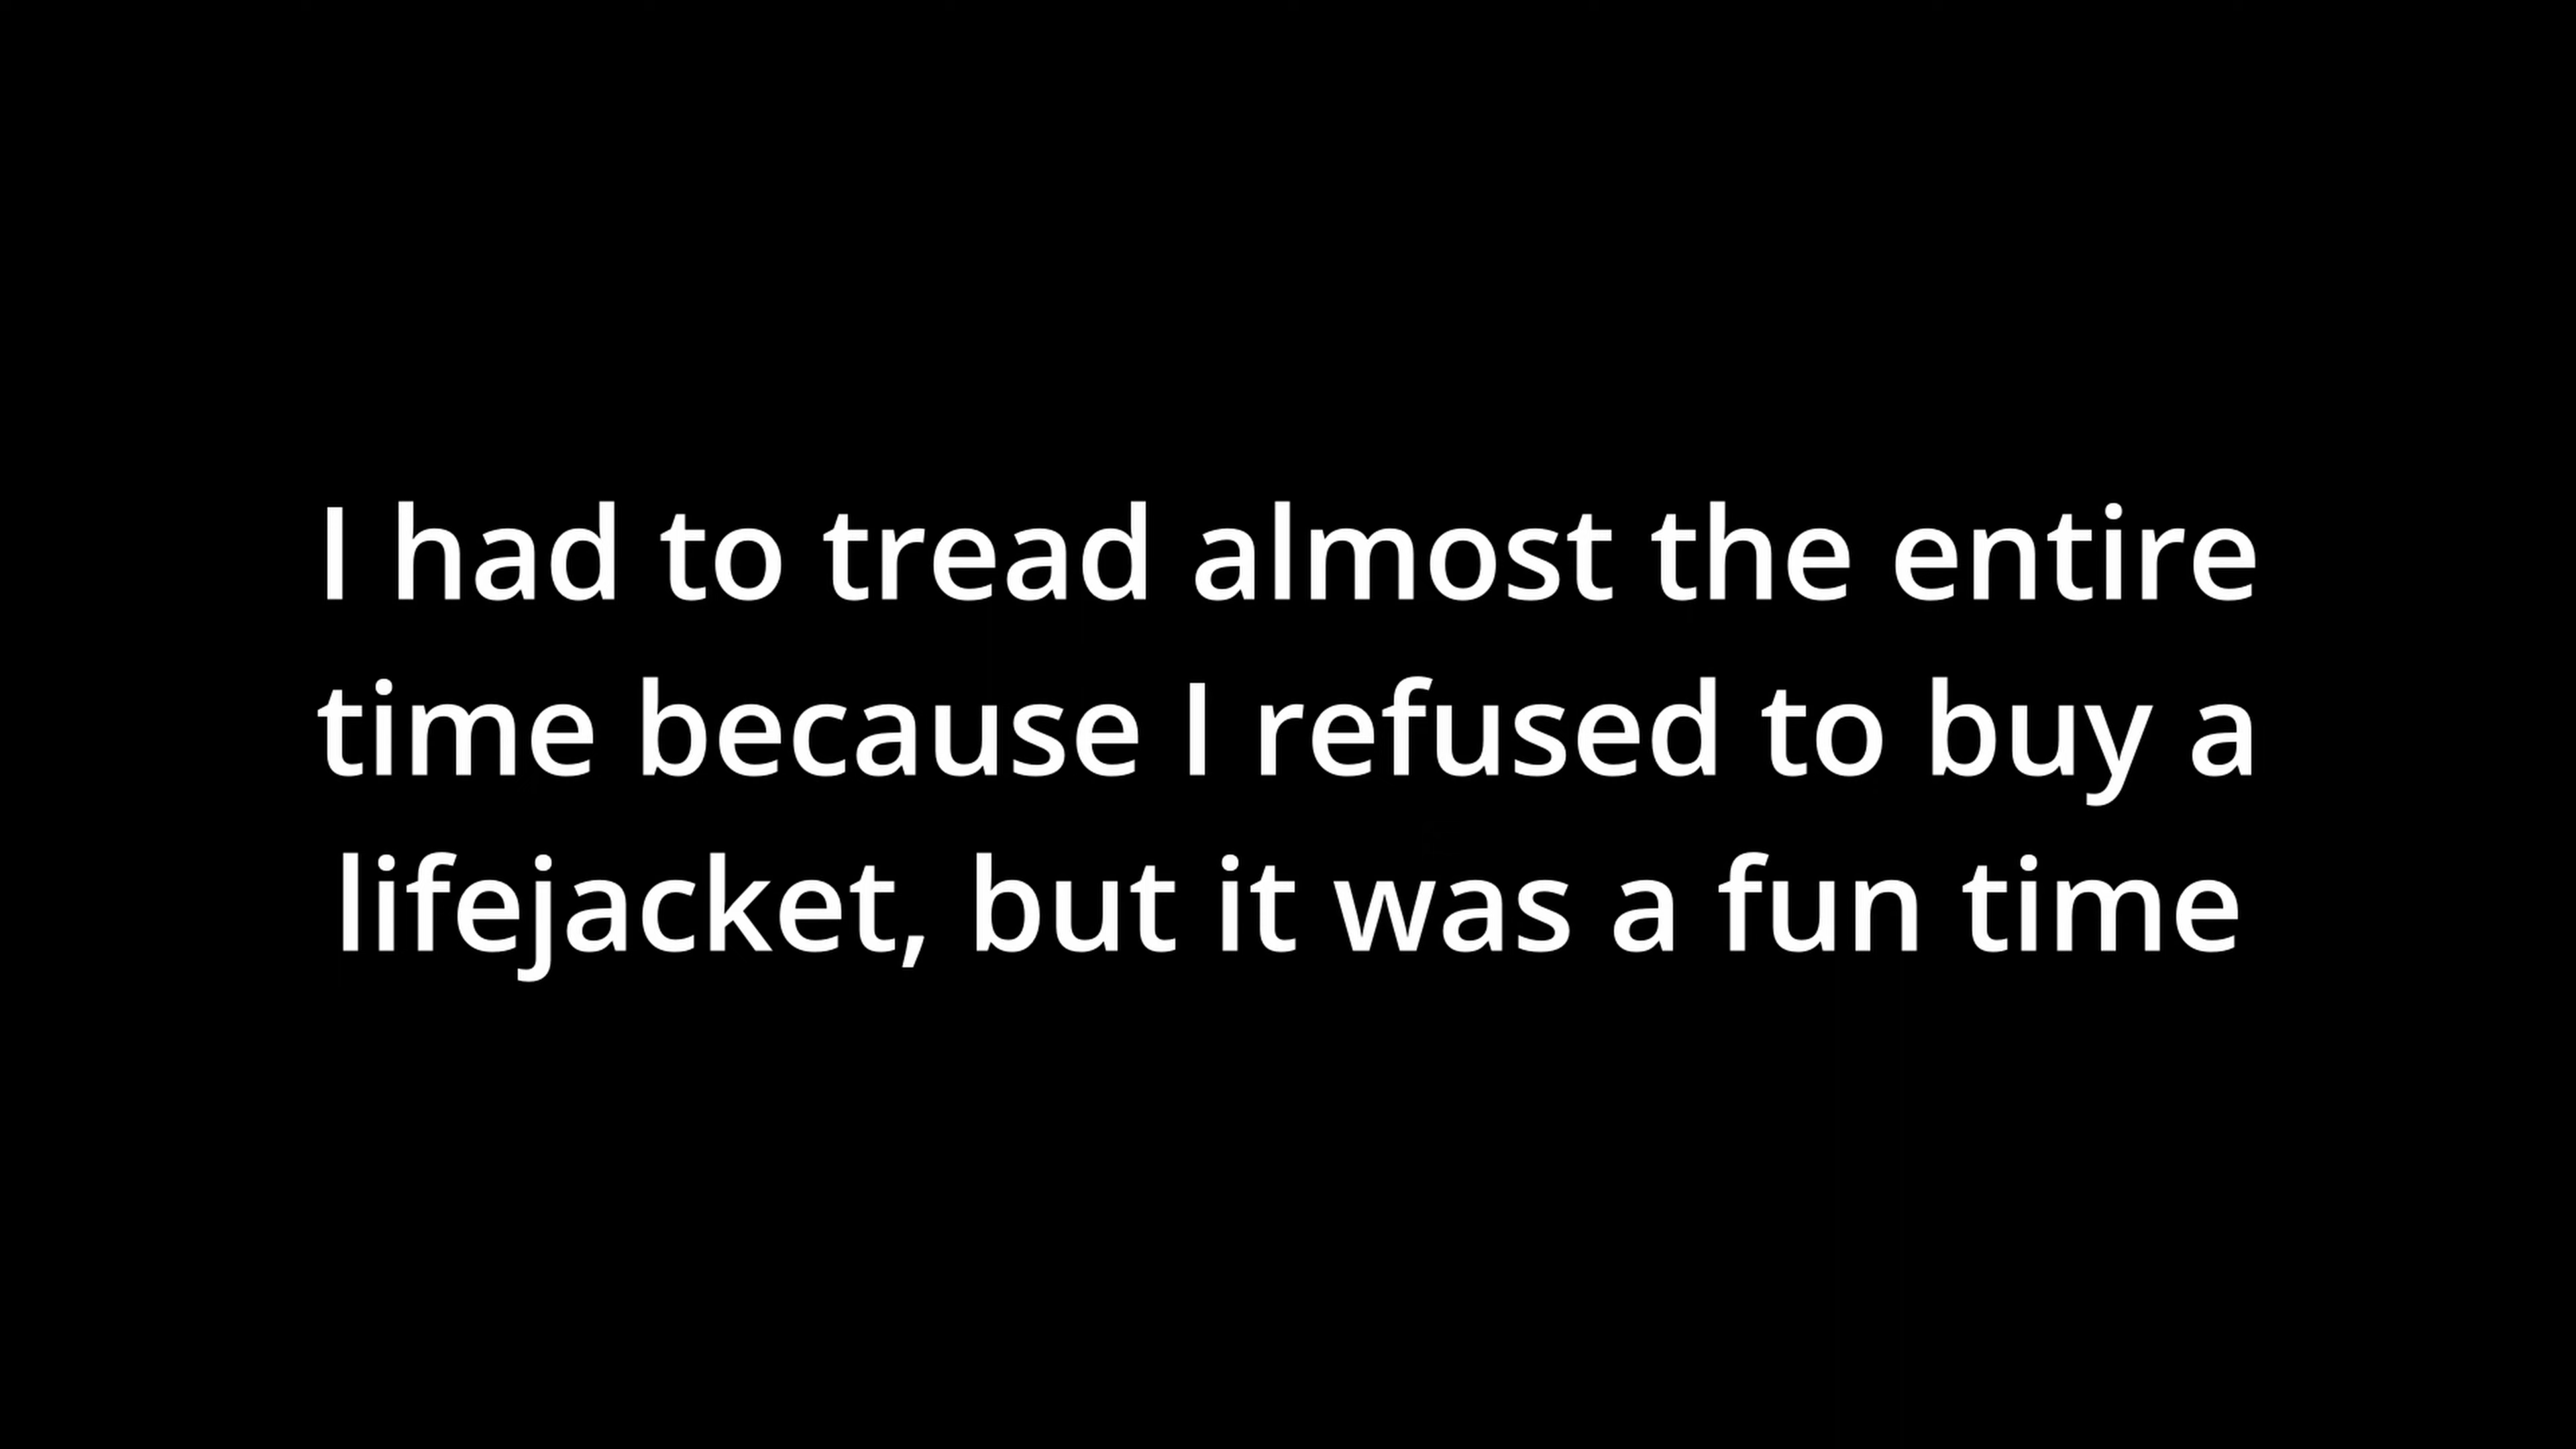 I had to tread almost the entire
time because I refused to buy a
lifejacket, but it was a fun time